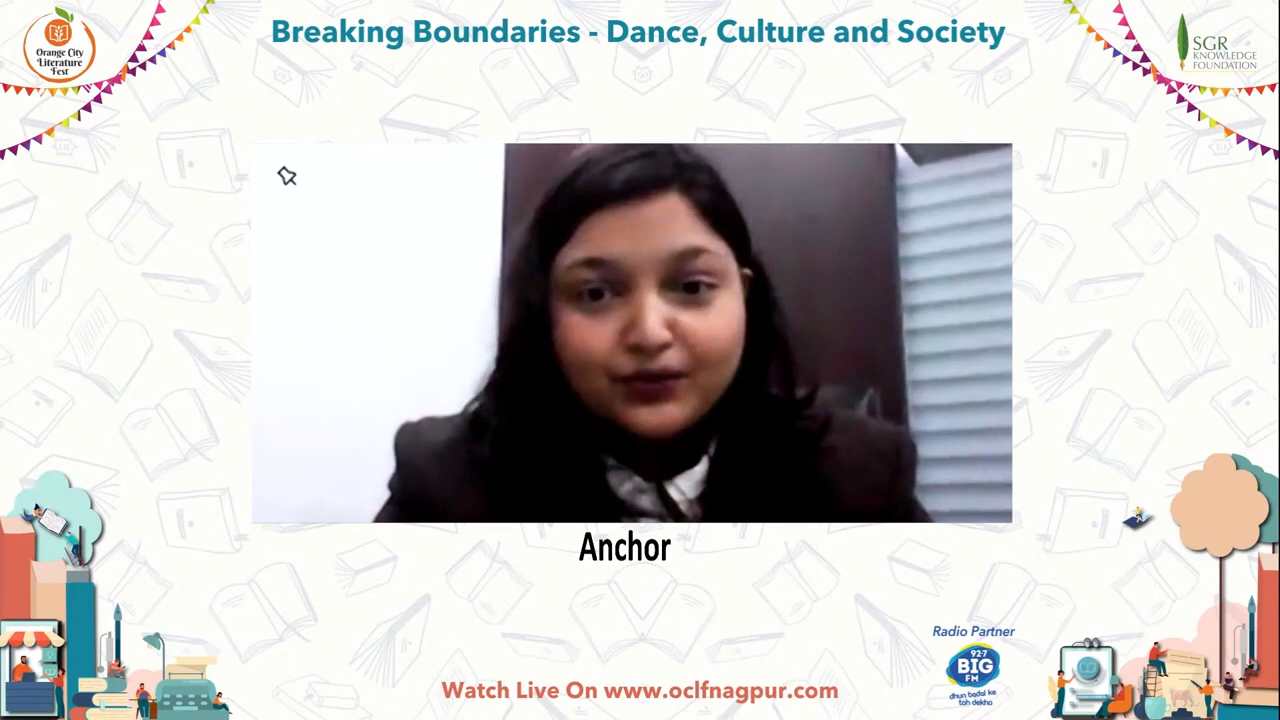 Breaking Boundaries - Dance, Culture and Society
Orange City
Literature
Fest
SGR
KNOWLEDGE
FOUNDATION
Anchor
Radio Partner
92.7
BIG
FM
dhun badal ke
toh dekho
Watch Live On www.oclfnagpur.com